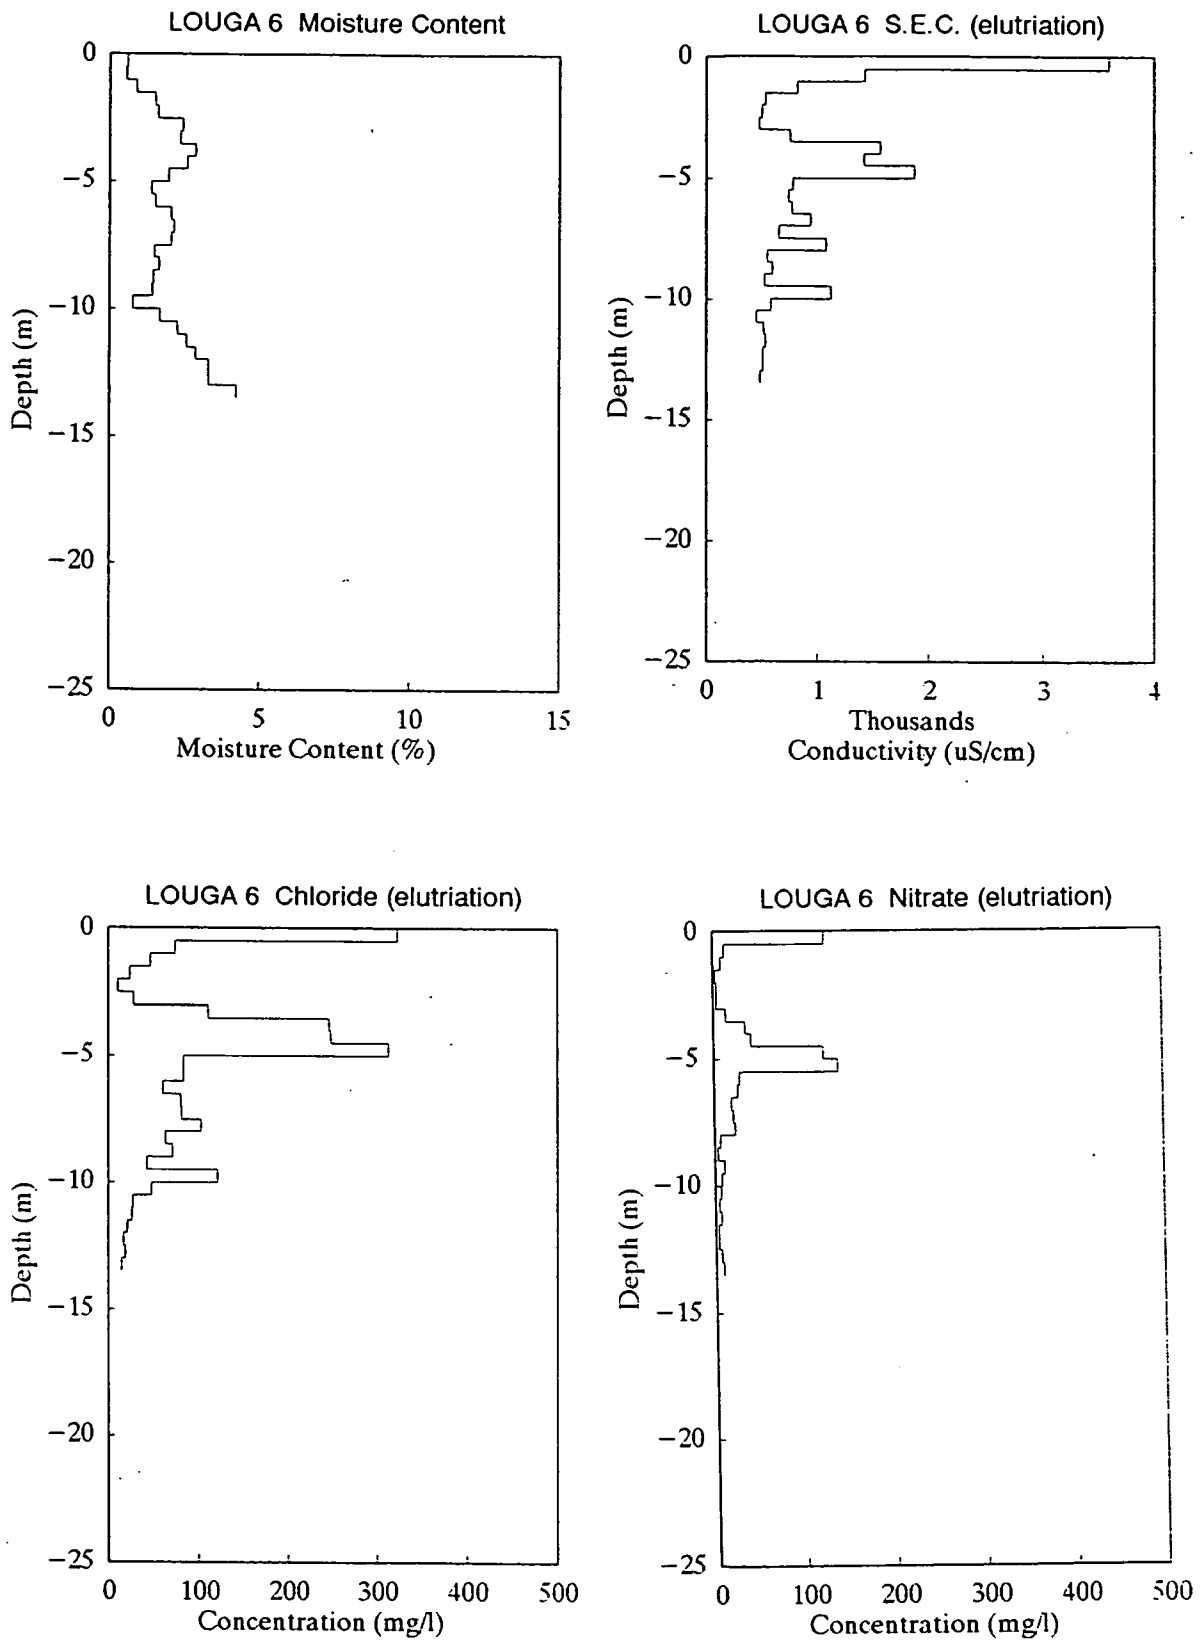 LOUGA 6 Moisture Content
0
−5
−10
−15
−20
−25
Depth (m)
0 5 10 15
Moisture Content (%)
LOUGA 6 S.E.C. (elutriation)
0
−5
−10
−15
−20
−25
Depth (m)
0 1 2 3 4
Thousands
Conductivity (uS/cm)
LOUGA 6 Chloride (elutriation)
0
−5
−10
−15
−20
−25
Depth (m)
0 100 200 300 400 500
Concentration (mg/l)
LOUGA 6 Nitrate (elutriation)
0
−5
−10
−15
−20
−25
Depth (m)
0 100 200 300 400 500
Concentration (mg/l)